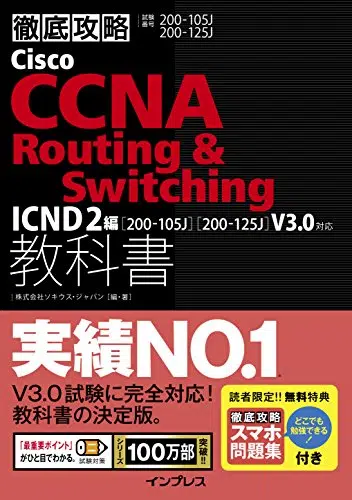 徹底攻略
試験番号
200-105J
200-125J
Cisco
CCNA
Routing &
Switching
ICND2編[200-105J][200-125J]V3.0対応
教科書
株式会社ソキウス・ジャパン[編・著]
実績NO.1
V3.0試験に完全対応!
教科書の決定版。
「最重要ポイント」
がひと目でわかる。
試験対策
シリーズ
100万部
突破!!
読者限定!!無料特典
徹底攻略
スマホ
問題集
どこでも
勉強できる!
付き
インプレス